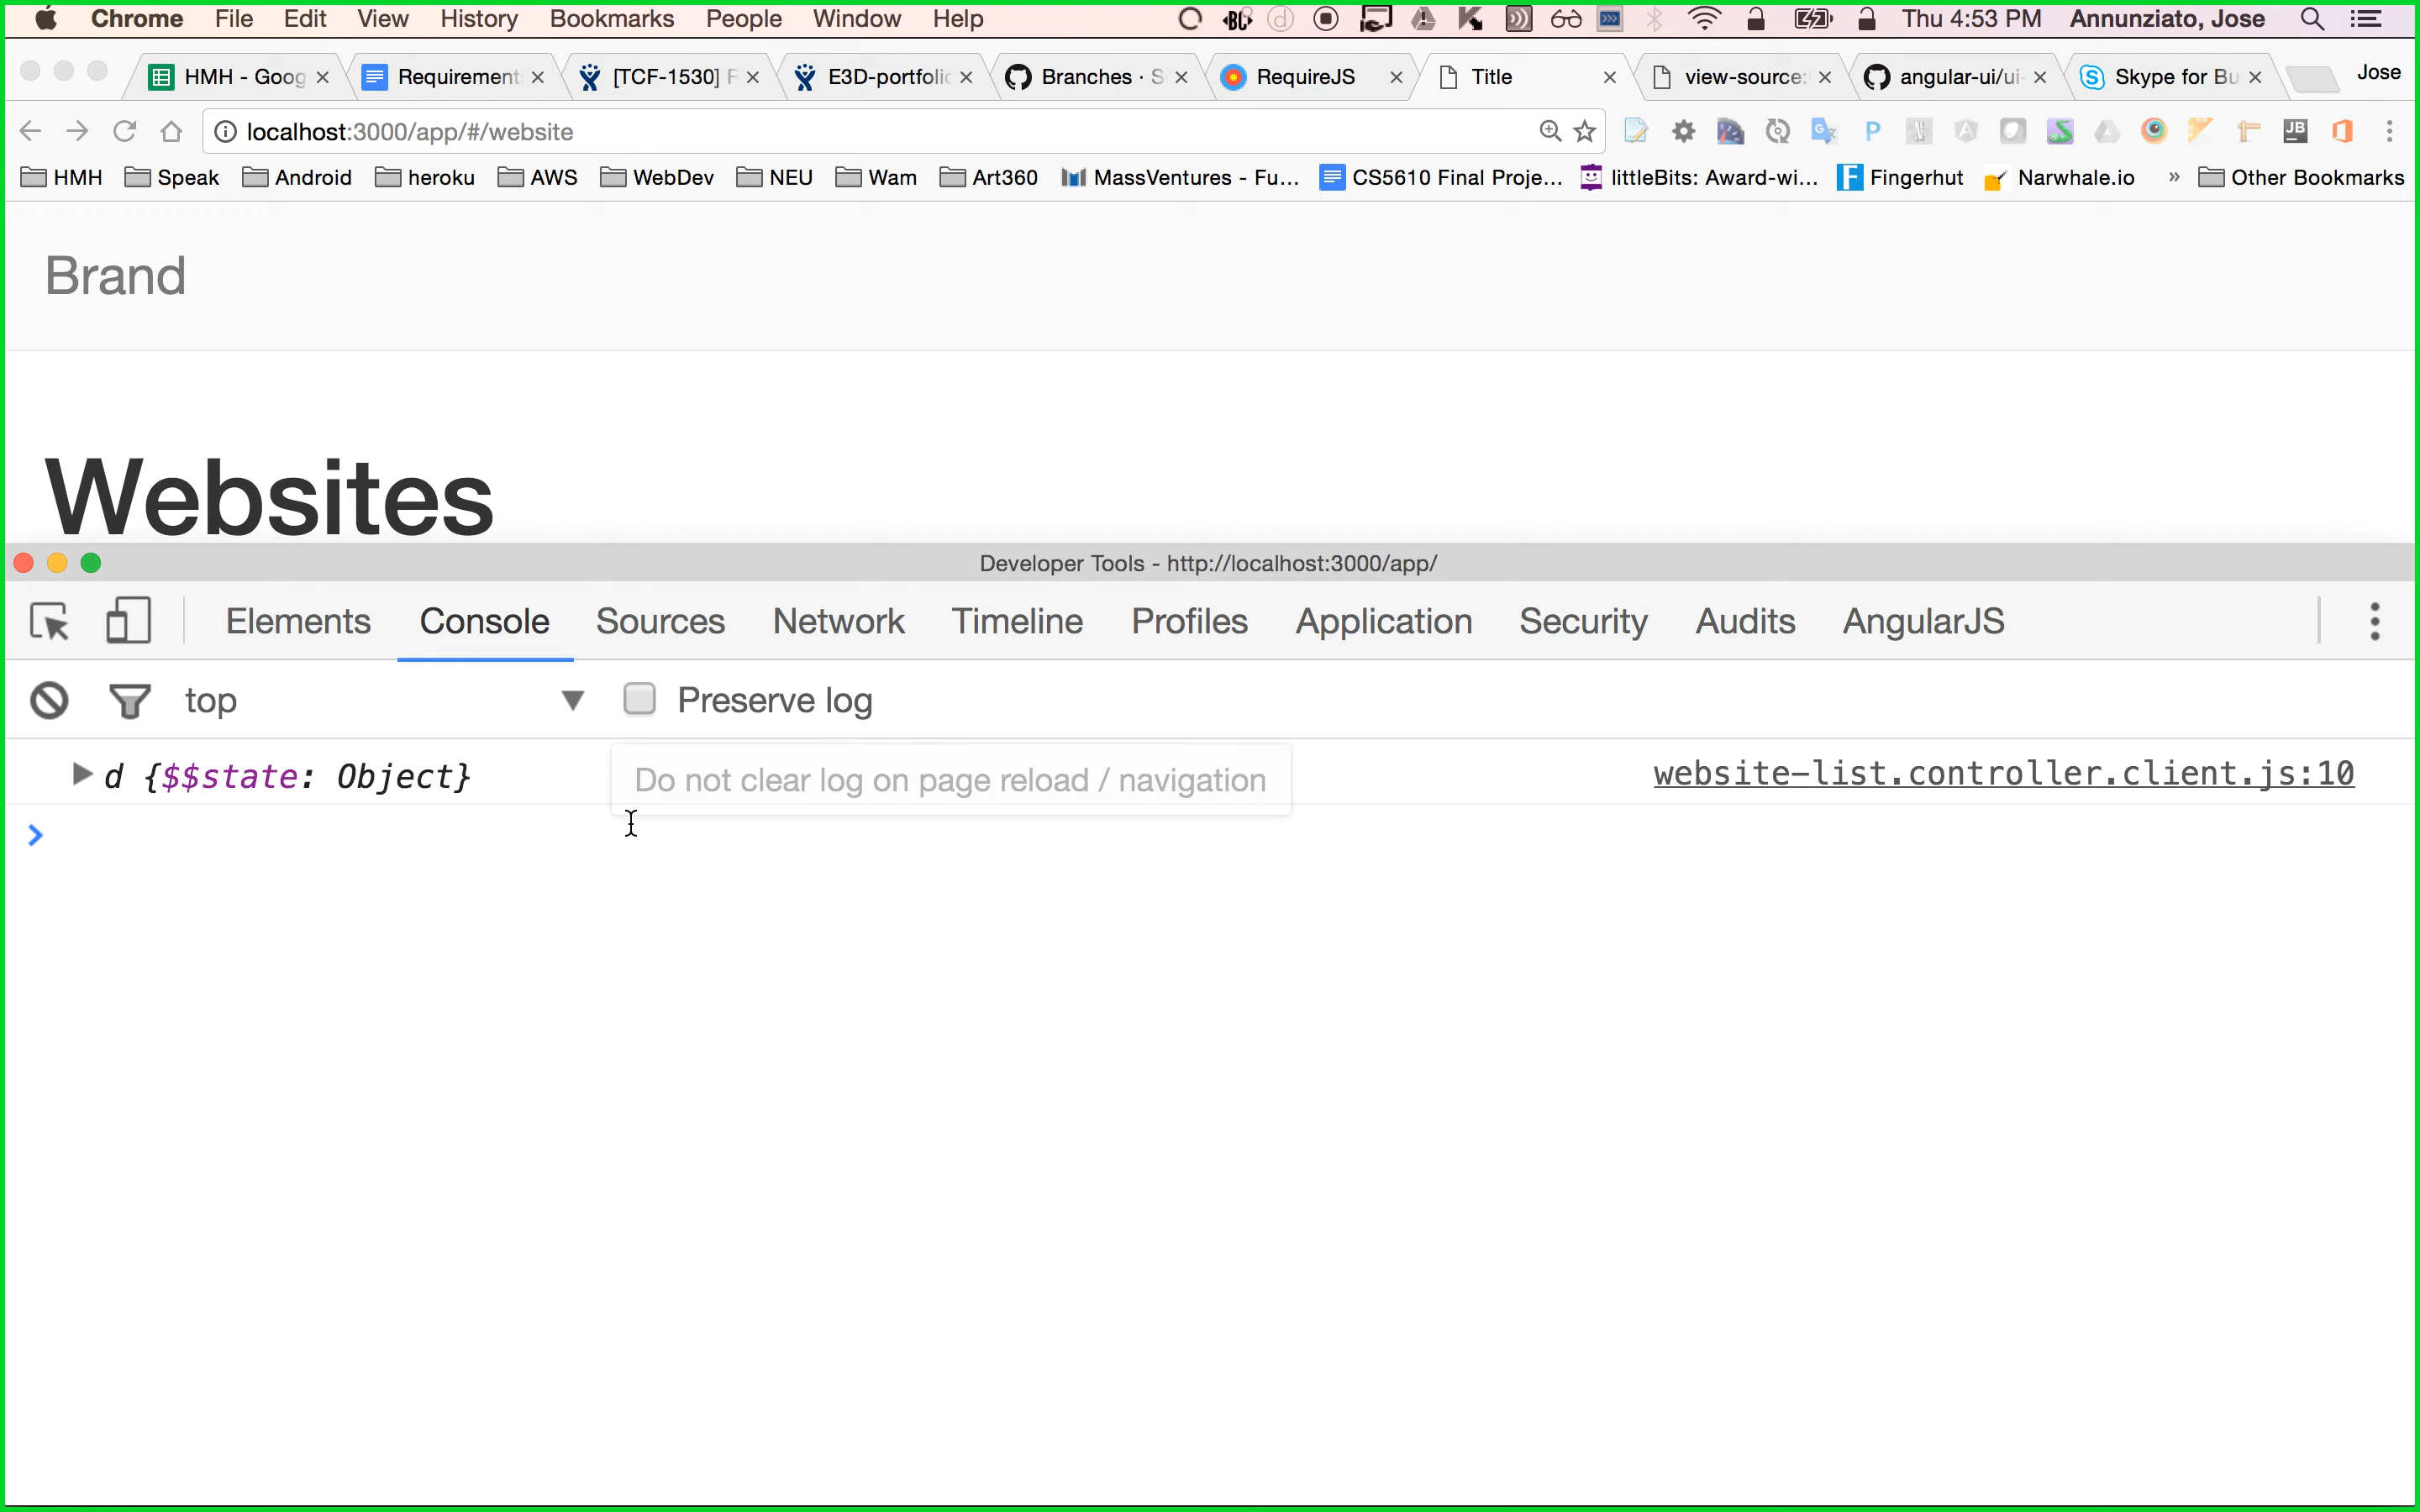 Chrome File Edit View History Bookmarks People Window Help Thu 4:53 PM Annunziato, Jose
HMH - Goog Requirement [TCF-1530] F E3D-portfolio Branches · S RequireJS Title view-source: angular-ui/ui- Skype for Bu Jose
localhost:3000/app/#/website
HMH Speak Android heroku AWS WebDev NEU Wam Art360 MassVentures - Fu... CS5610 Final Proje... littleBits: Award-wi... Fingerhut Narwhale.io » Other Bookmarks
Brand
Websites
Developer Tools - http://localhost:3000/app/
Elements Console Sources Network Timeline Profiles Application Security Audits AngularJS
top Preserve log
d {$$state: Object} website-list.controller.client.js:10
Do not clear log on page reload / navigation